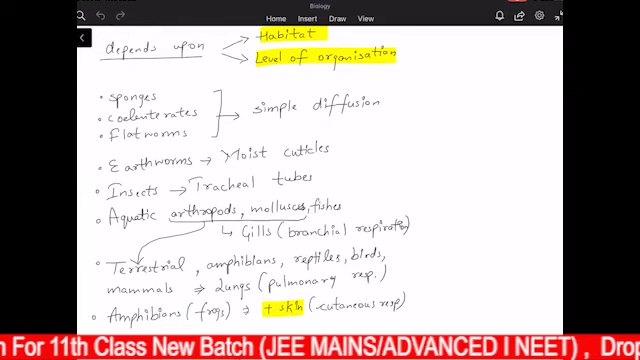 Biology
Home Insert Draw View
depends upon
Habitat
Level of organisation
• Sponges
• Coelenterates
• Flatworms
simple diffusion
• Earthworms → Moist cuticles
• Insects → Tracheal tubes
• Aquatic arthropods, molluscs, fishes
↳ Gills (branchial respiration)
• Terrestrial, amphibians, reptiles, birds,
mammals ⇒ Lungs (pulmonary resp.)
• Amphibians (frogs) ⇒ + skin (cutaneous resp)
n For 11th Class New Batch (JEE MAINS/ADVANCED I NEET) , Drop